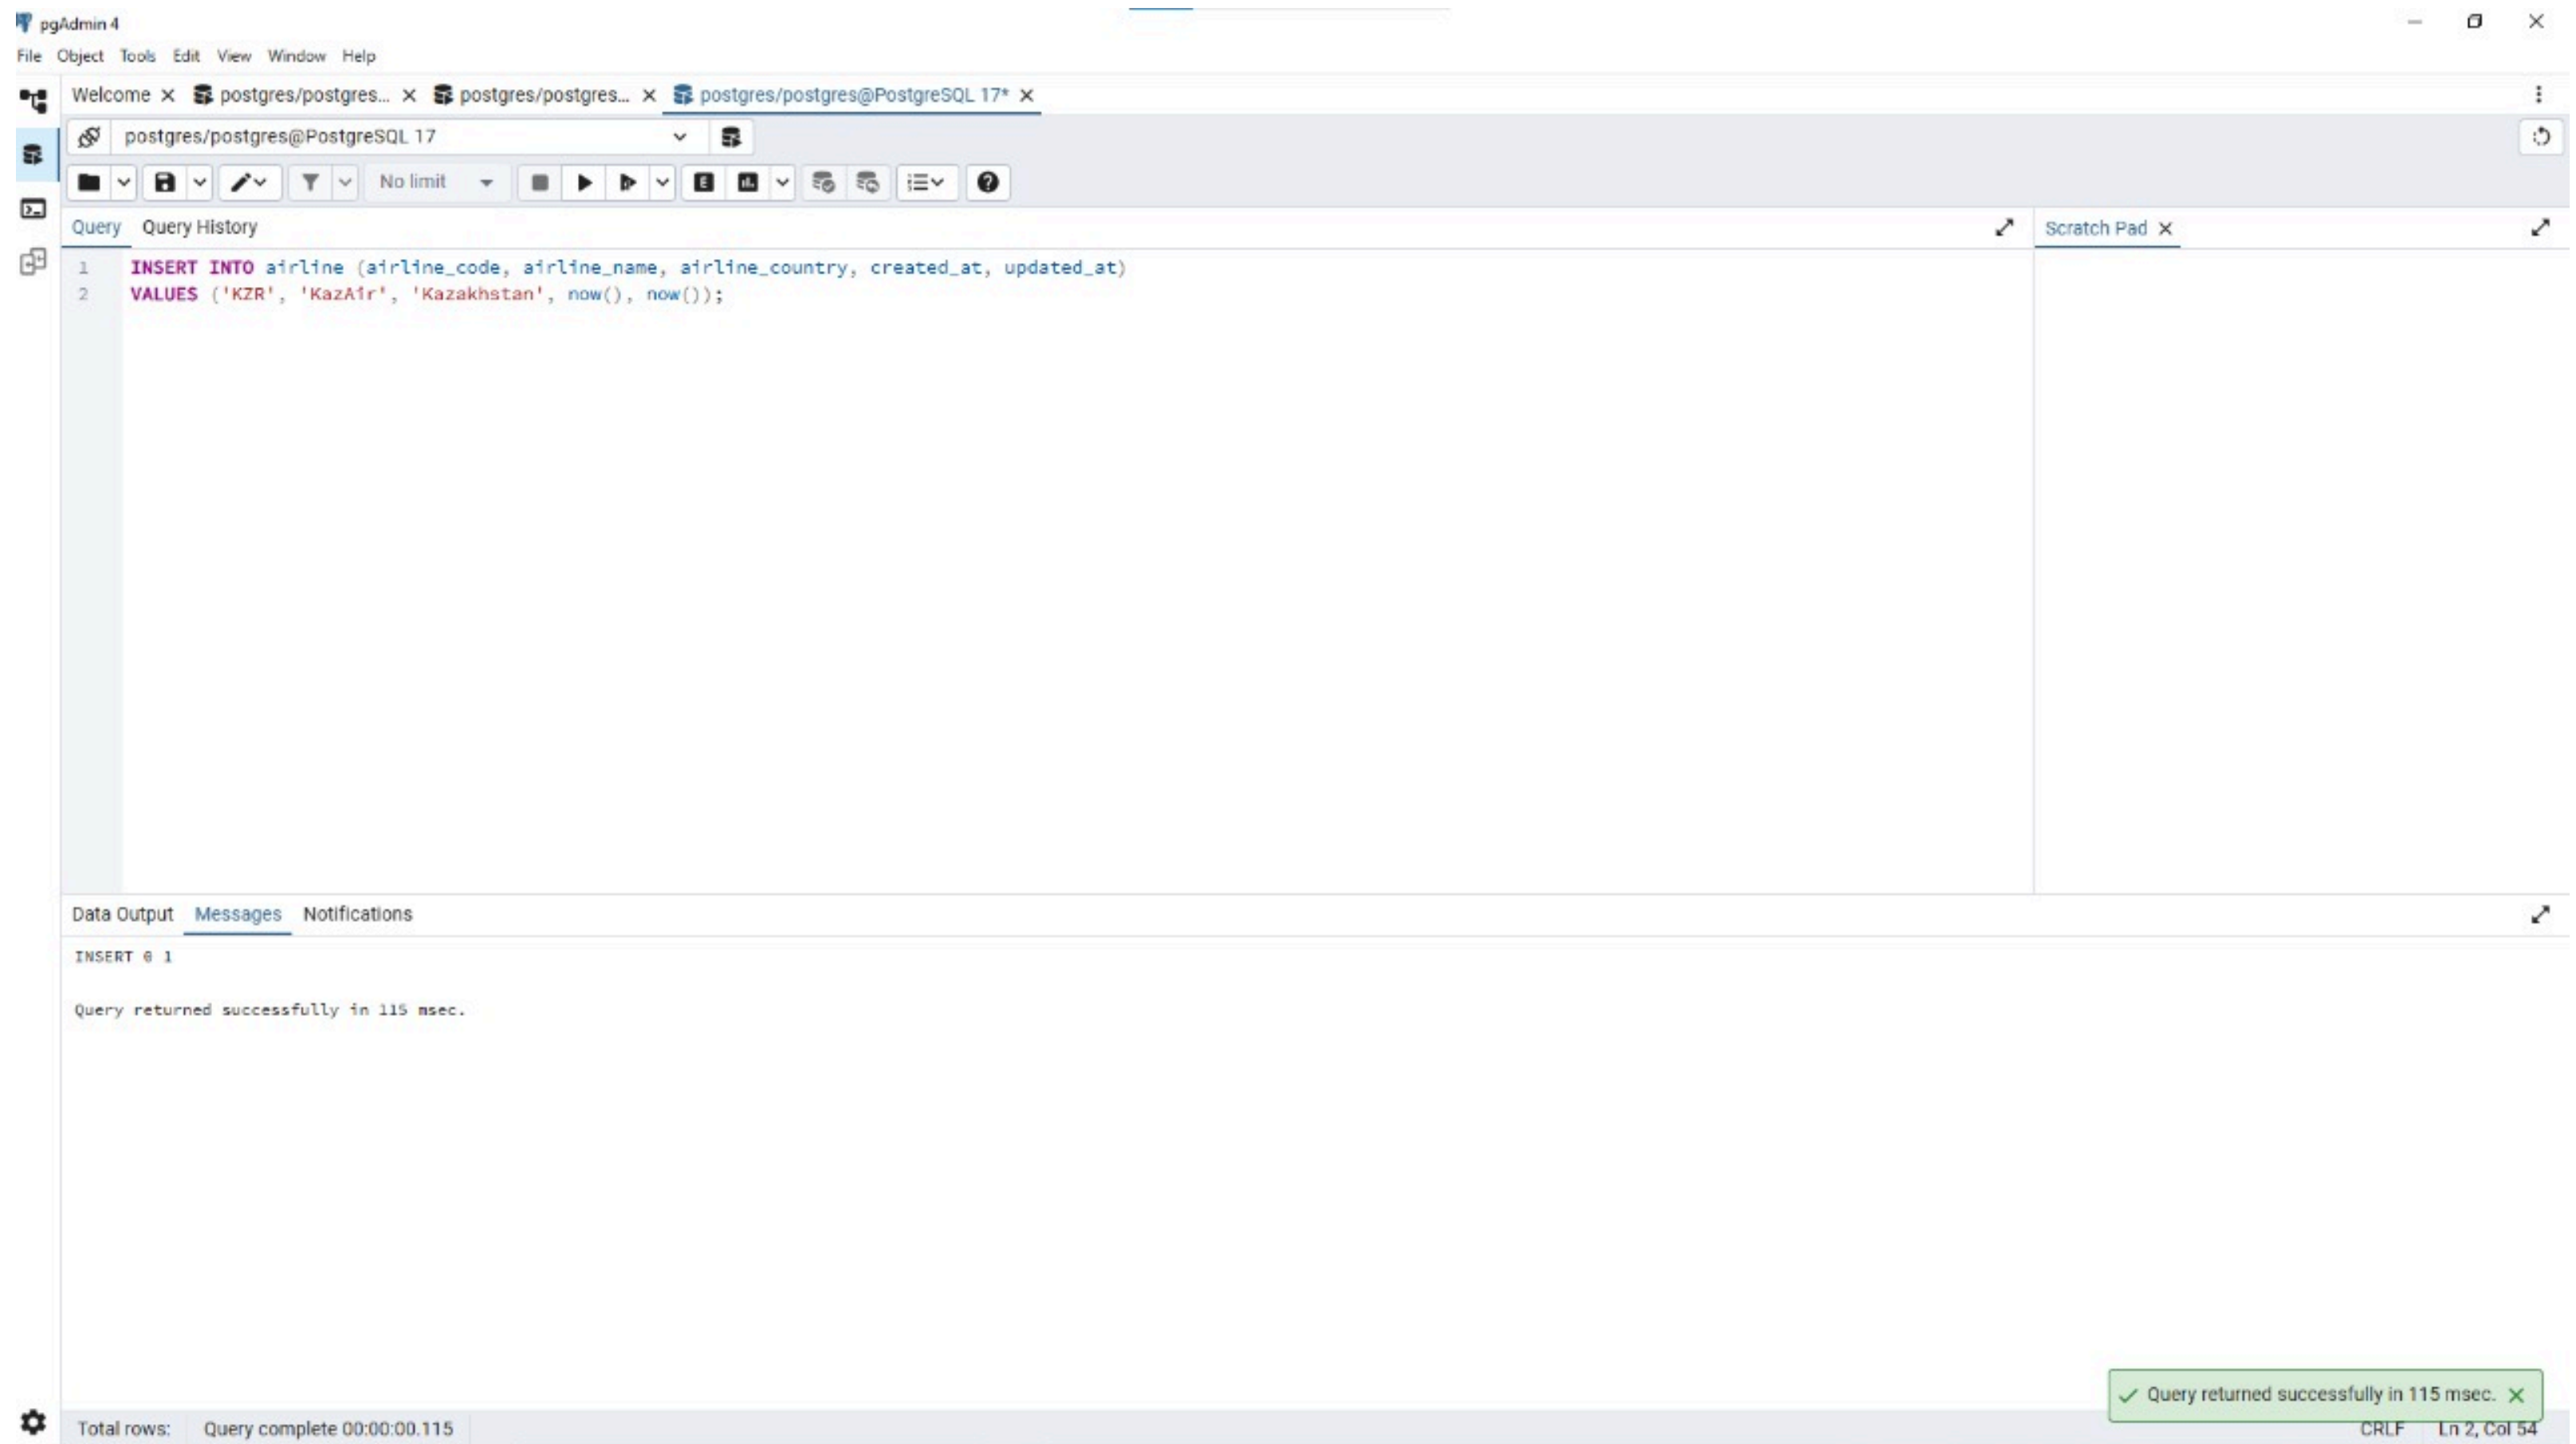 pgAdmin 4
File Object Tools Edit View Window Help
Welcome postgres/postgres... postgres/postgres... postgres/postgres@PostgreSQL 17*
postgres/postgres@PostgreSQL 17
No limit
Query Query History Scratch Pad
1 INSERT INTO airline (airline_code, airline_name, airline_country, created_at, updated_at)
2 VALUES ('KZR', 'KazAir', 'Kazakhstan', now(), now());
Data Output Messages Notifications
INSERT 0 1
Query returned successfully in 115 msec.
Query returned successfully in 115 msec.
Total rows: Query complete 00:00:00.115 CRLF Ln 2, Col 54